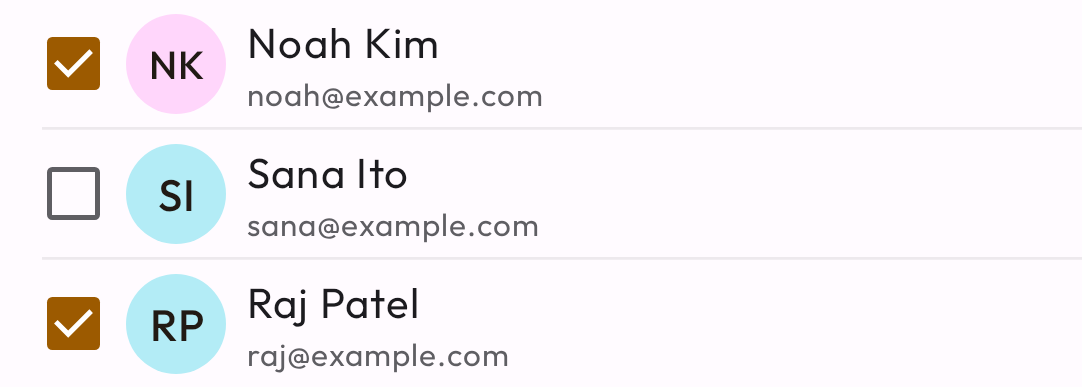 NK
Noah Kim
noah@example.com
SI
Sana Ito
sana@example.com
RP
Raj Patel
raj@example.com